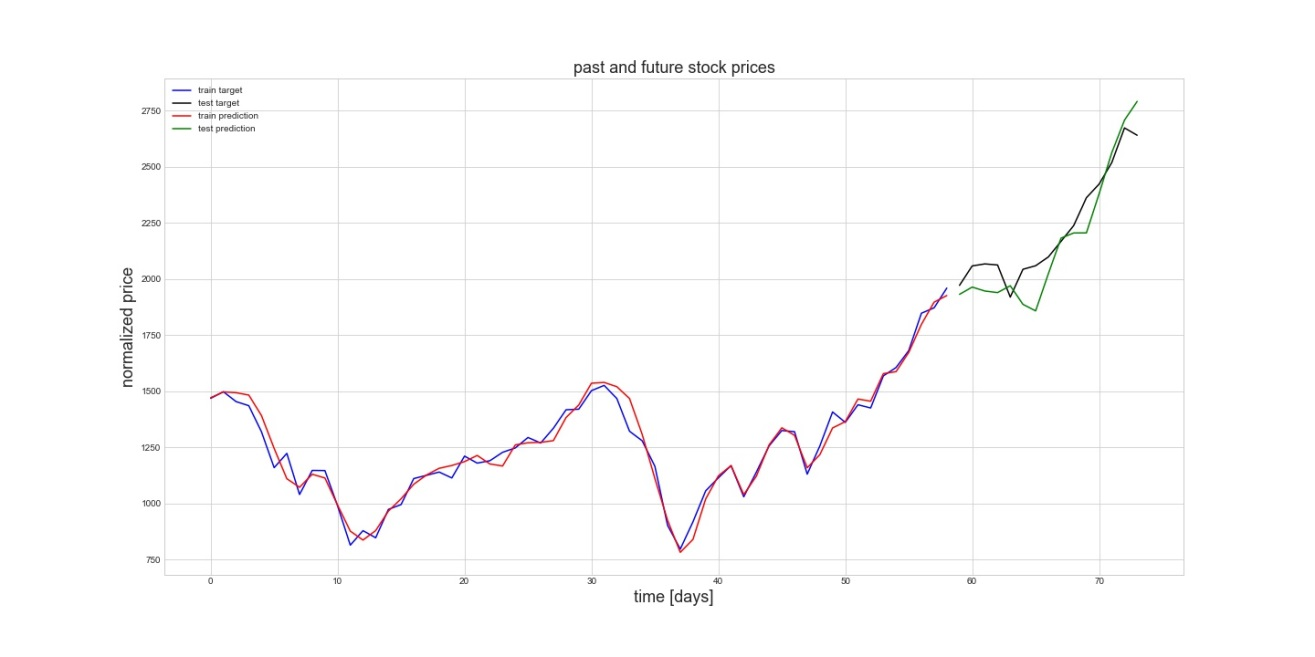 past and future stock prices
train target
test target
train prediction
test prediction
2750
2500
2250
2000
1750
1500
1250
1000
750
normalized price
0 10 20 30 40 50 60 70
time [days]